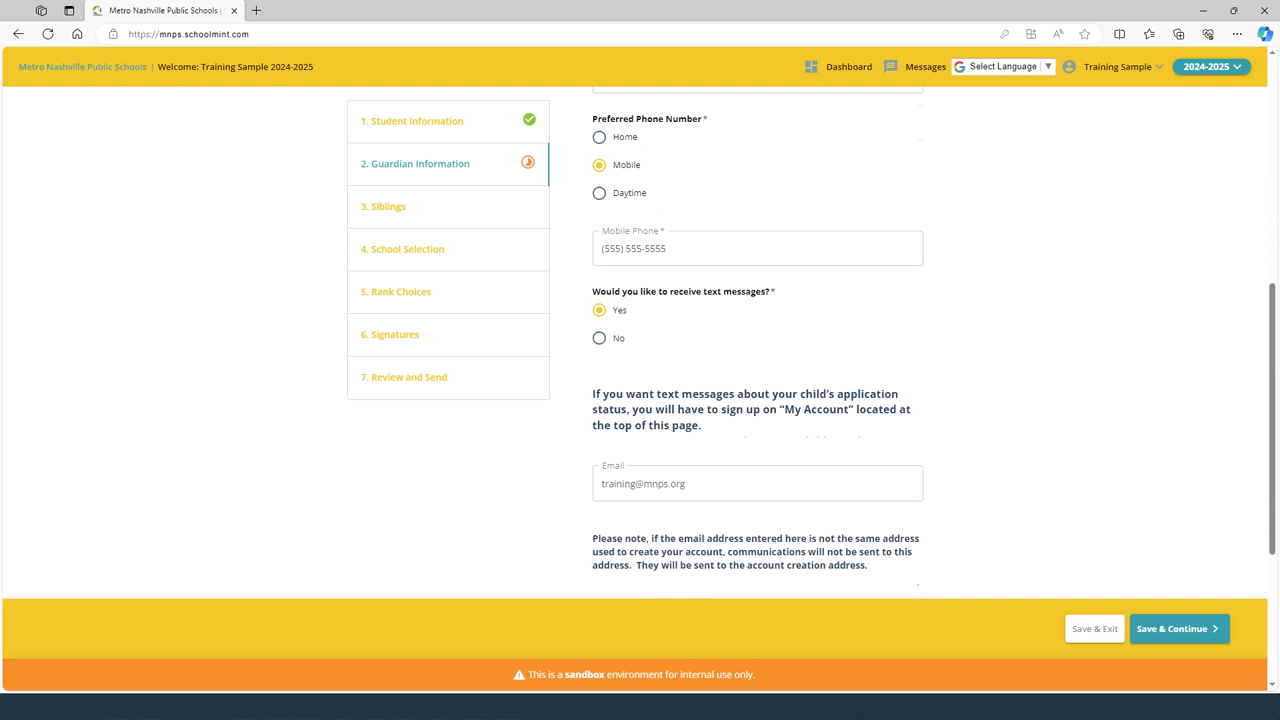 Metro Nashville Public Schools
https://mnps.schoolmint.com
Metro Nashville Public Schools | Welcome: Training Sample 2024-2025
Dashboard
Messages
Select Language
Training Sample
2024-2025
1. Student Information
2. Guardian Information
3. Siblings
4. School Selection
5. Rank Choices
6. Signatures
7. Review and Send
Preferred Phone Number *
Home
Mobile
Daytime
Mobile Phone *
(555) 555-5555
Would you like to receive text messages? *
Yes
No
If you want text messages about your child's application
status, you will have to sign up on “My Account” located at
the top of this page.
Email
training@mnps.org
Please note, if the email address entered here is not the same address
used to create your account, communications will not be sent to this
address.  They will be sent to the account creation address.
Save & Exit
Save & Continue
This is a sandbox environment for internal use only.